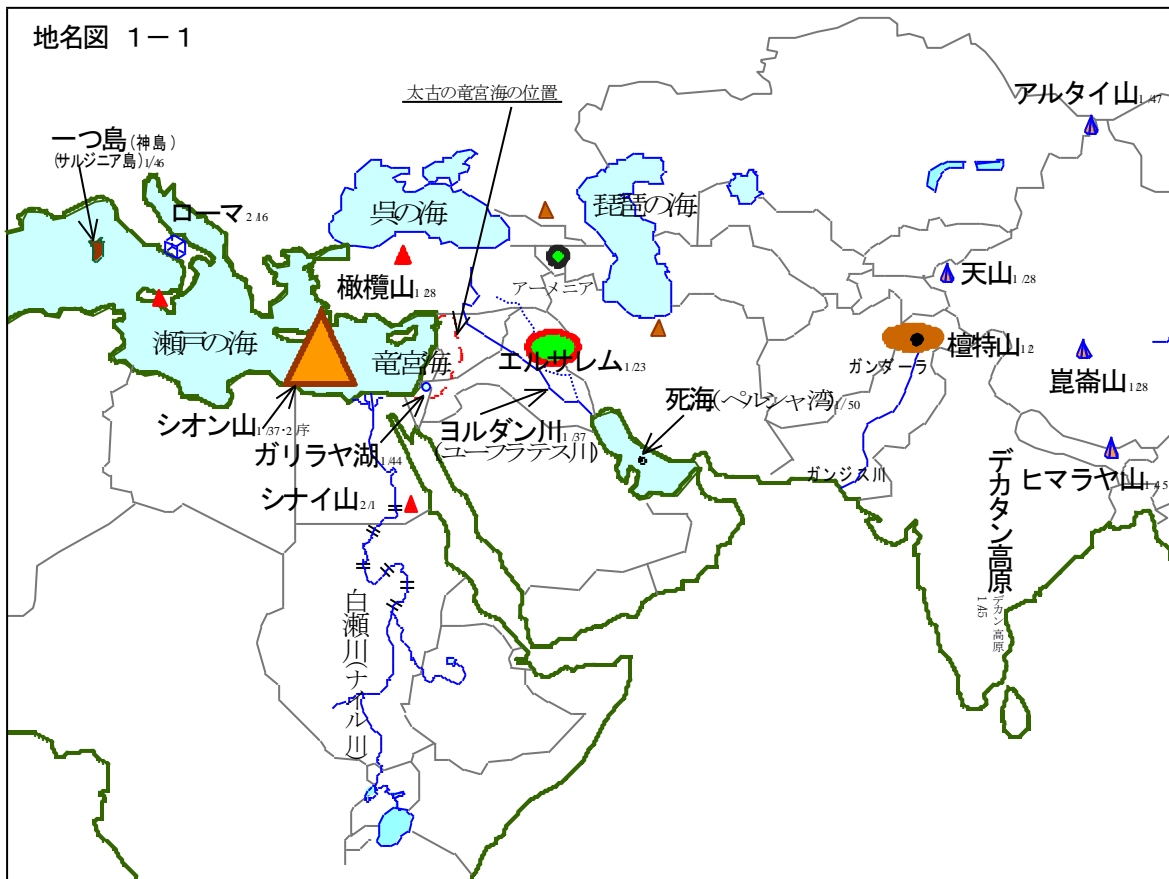 地名図 1－1
太古の竜宮海の位置
アルタイ山 1/47
一つ島(神島)
(サルジニア島) 1/46
ローマ 2/16
呉の海
琵琶の海
天山 1/28
橄欖山 1 28
アーメニア
瀬戸の海
竜宮海
エルサレム 1/23
檀特山 1 2
ガンダーラ
崑崙山 1 28
死海(ペルシャ湾) 1/50
シオン山 1/37・2序
ヨルダン川 1/37
(ユーフラテス川)
ガリラヤ湖 1/44
ガンジス川
ヒマラヤ山 1 45
シナイ山 2/1
デカタン高原
デカン高原
1 45
白瀬川(ナイル川)